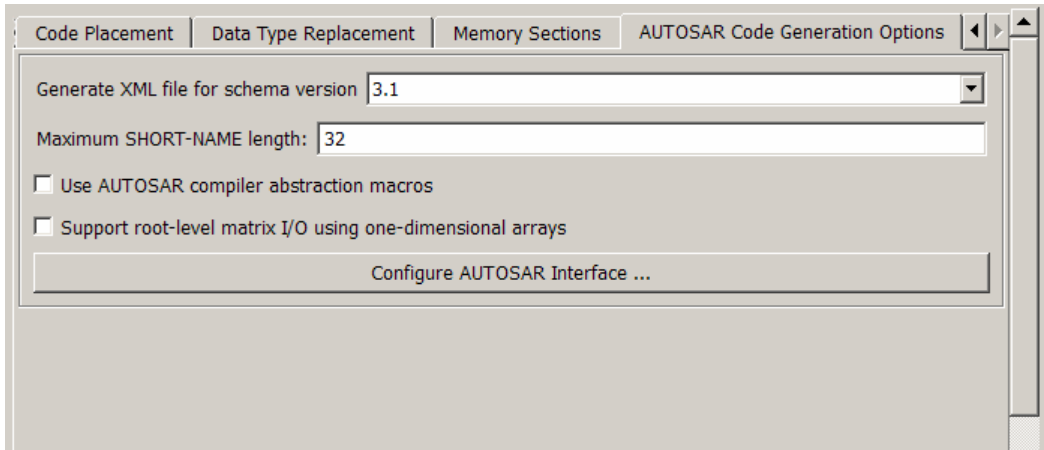 Code Placement Data Type Replacement Memory Sections AUTOSAR Code Generation Options
Generate XML file for schema version 3.1
Maximum SHORT-NAME length: 32
Use AUTOSAR compiler abstraction macros
Support root-level matrix I/O using one-dimensional arrays
Configure AUTOSAR Interface ...